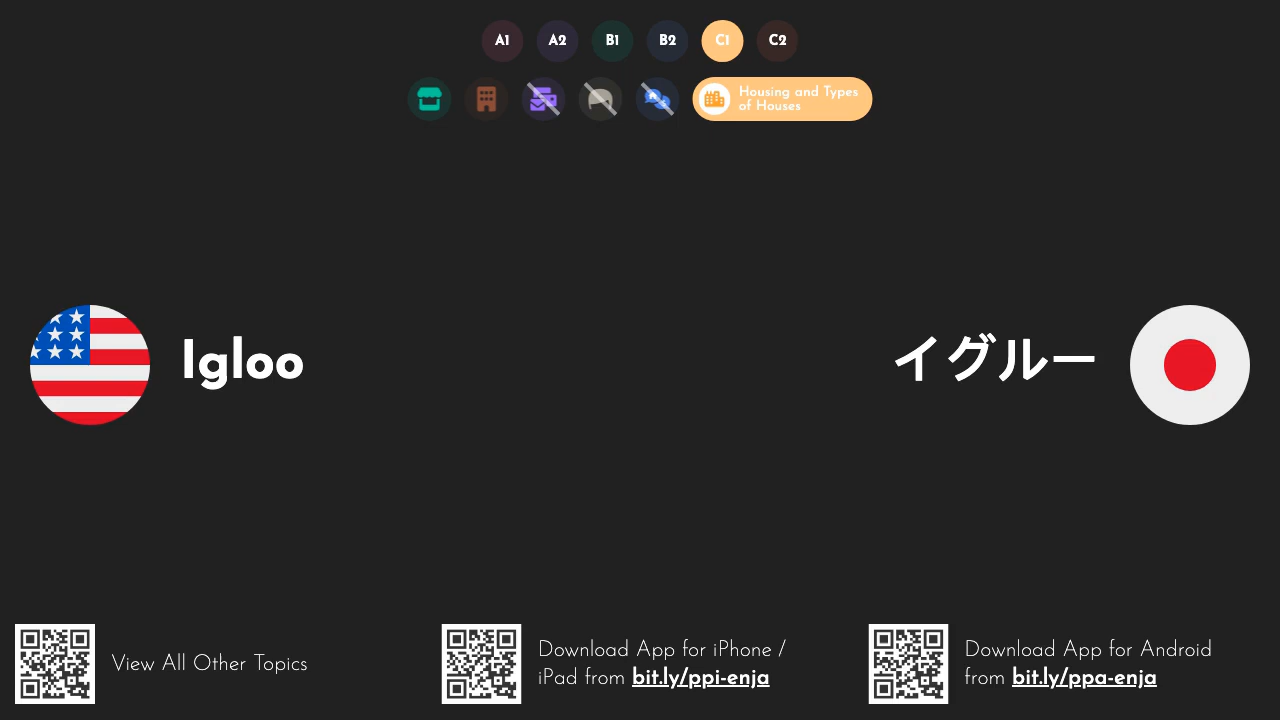 A1 A2 B1 B2 C1 C2
Housing and Types
of Houses
Igloo
イグルー
View All Other Topics
Download App for iPhone /
iPad from bit.ly/ppi-enja
Download App for Android
from bit.ly/ppa-enja